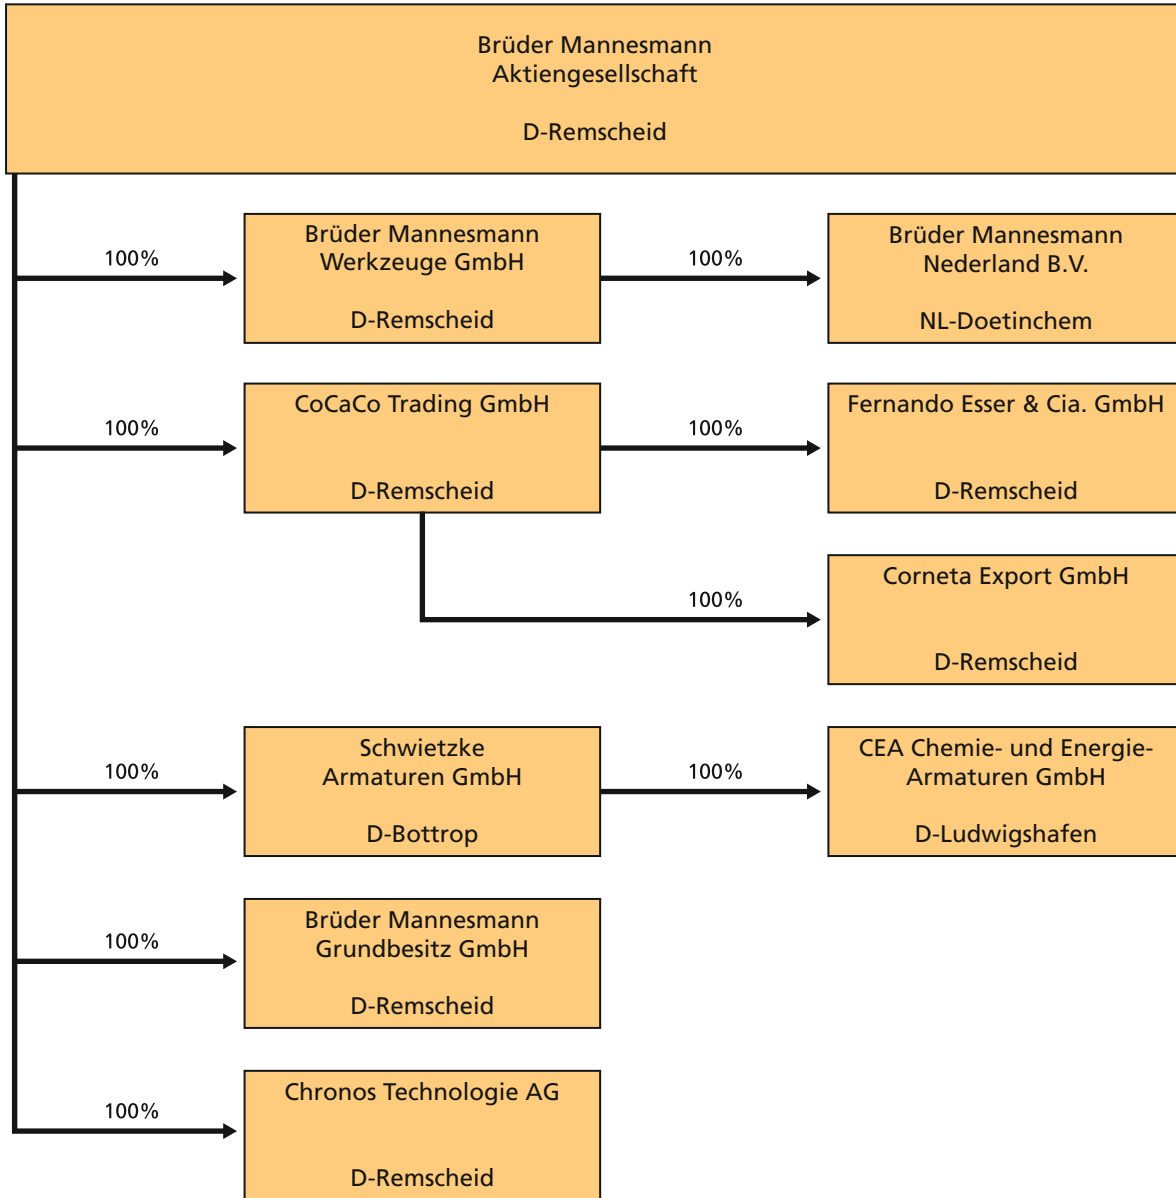 Brüder Mannesmann
Aktiengesellschaft
D-Remscheid
100%
Brüder Mannesmann
Werkzeuge GmbH
D-Remscheid
100%
Brüder Mannesmann
Nederland B.V.
NL-Doetinchem
100%
CoCaCo Trading GmbH
D-Remscheid
100%
Fernando Esser & Cia. GmbH
D-Remscheid
100%
Corneta Export GmbH
D-Remscheid
100%
Schwietzke
Armaturen GmbH
D-Bottrop
100%
CEA Chemie- und Energie-
Armaturen GmbH
D-Ludwigshafen
100%
Brüder Mannesmann
Grundbesitz GmbH
D-Remscheid
100%
Chronos Technologie AG
D-Remscheid